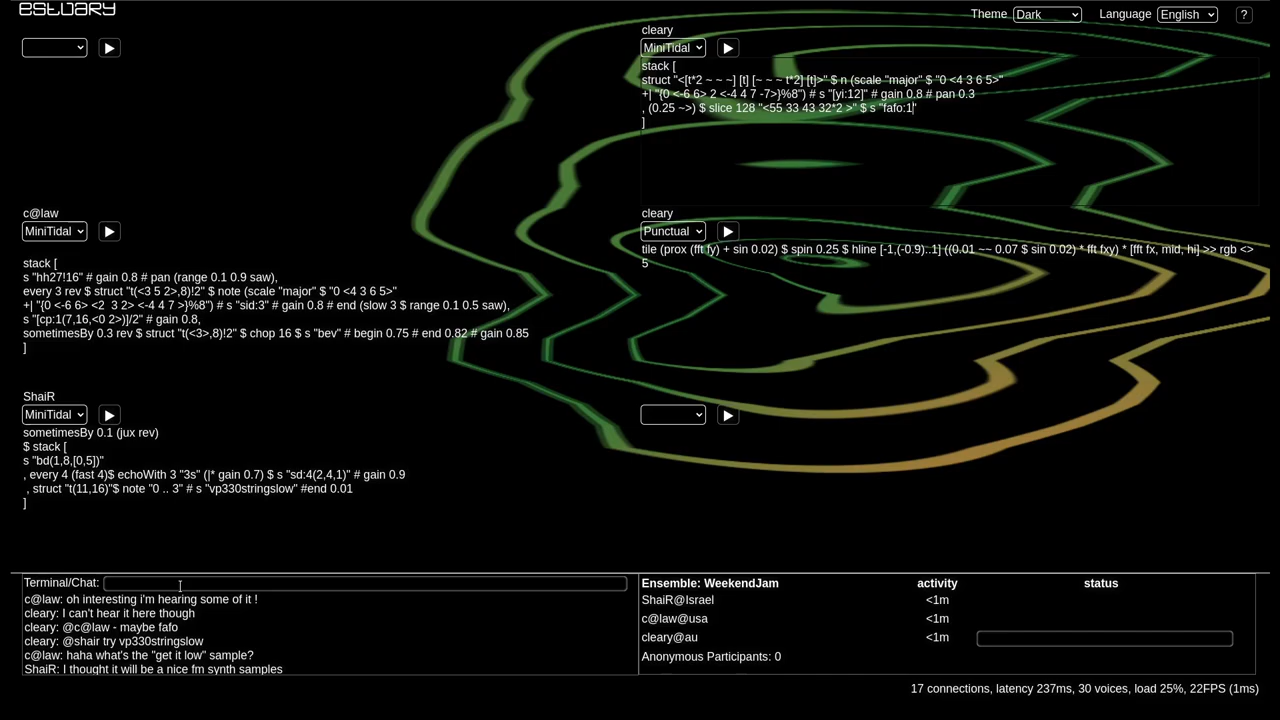 estuary
Theme Dark Language English ?
cleary
MiniTidal
stack [
struct "<[t*2 ~ ~ ~] [t] [~ ~ ~ t*2] [t]>" $ n (scale "major" $ "0 <4 3 6 5>"
+| "{0 <-6 6> 2 <-4 4 7 -7>}%8") # s "[yi:12]" # gain 0.8 # pan 0.3
, (0.25 ~>) $ slice 128 "<55 33 43 32*2 >" $ s "fafo:1"
]
c@law
MiniTidal
stack [
s "hh27!16" # gain 0.8 # pan (range 0.1 0.9 saw),
every 3 rev $ struct "t(<3 5 2>,8)!2" $ note (scale "major" $ "0 <4 3 6 5>"
+| "{0 <-6 6> <2  3 2> <-4 4 7 >}%8") # s "sid:3" # gain 0.8 # end (slow 3 $ range 0.1 0.5 saw),
s "[cp:1(7,16,<0 2>)]/2" # gain 0.8,
sometimesBy 0.3 rev $ struct "t(<3>,8)!2" $ chop 16 $ s "bev" # begin 0.75 # end 0.82 # gain 0.85
]
cleary
Punctual
tile (prox (fft fy) + sin 0.02) $ spin 0.25 $ hline [-1,(-0.9)..1] ((0.01 ~~ 0.07 $ sin 0.02) * fft fxy) * [fft fx, mid, hi] >> rgb <>
5
ShaiR
MiniTidal
sometimesBy 0.1 (jux rev)
$ stack [
s "bd(1,8,[0,5])"
, every 4 (fast 4)$ echoWith 3 "3s" (|* gain 0.7) $ s "sd:4(2,4,1)" # gain 0.9
, struct "t(11,16)"$ note "0 .. 3" # s "vp330stringslow" #end 0.01
]
Terminal/Chat:
c@law: oh interesting i'm hearing some of it !
cleary: I can't hear it here though
cleary: @c@law - maybe fafo
cleary: @shair try vp330stringslow
c@law: haha what's the "get it low" sample?
ShaiR: I thought it will be a nice fm synth samples
Ensemble: WeekendJam activity status
ShaiR@Israel <1m
c@law@usa <1m
cleary@au <1m
Anonymous Participants: 0
17 connections, latency 237ms, 30 voices, load 25%, 22FPS (1ms)